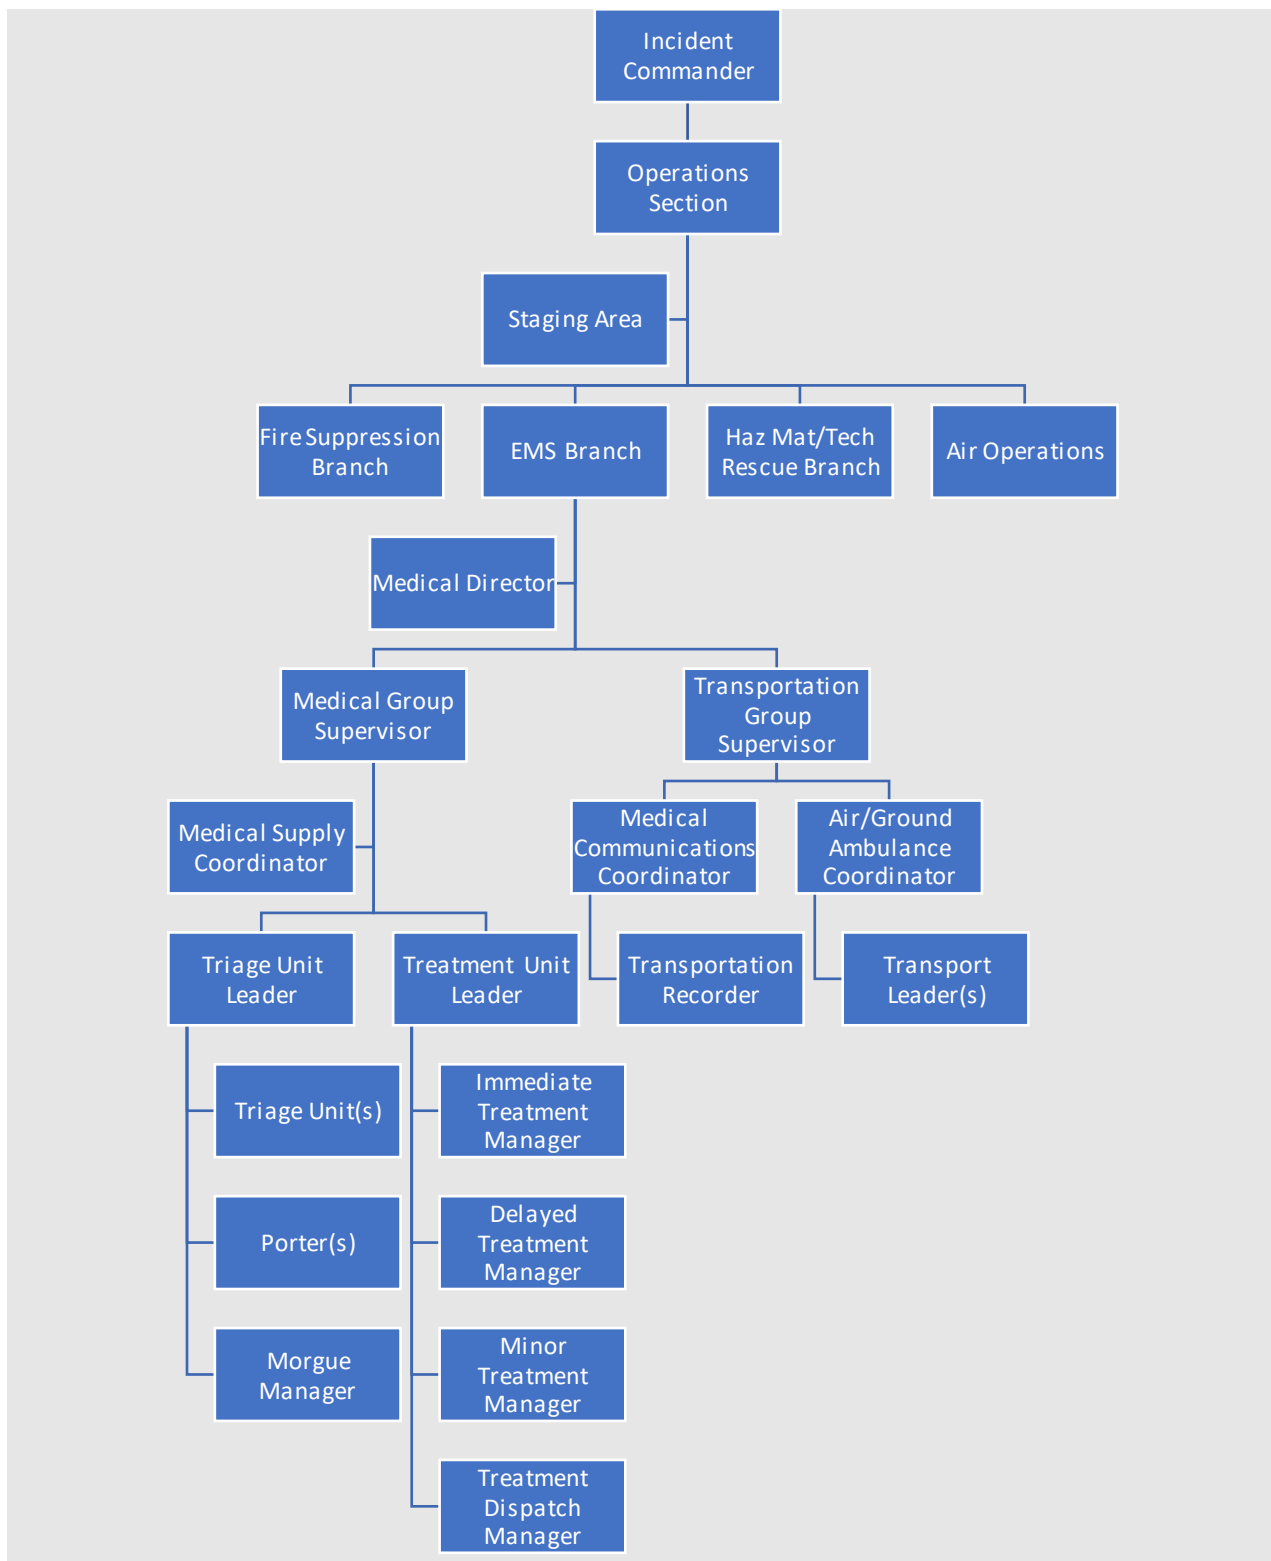 Incident
Commander
Operations
Section
Staging Area
Fire Suppression
Branch
EMS Branch
Haz Mat/Tech
Rescue Branch
Air Operations
Medical Director
Medical Group
Supervisor
Transportation
Group
Supervisor
Medical Supply
Coordinator
Medical
Communications
Coordinator
Air/Ground
Ambulance
Coordinator
Triage Unit
Leader
Treatment Unit
Leader
Transportation
Recorder
Transport
Leader(s)
Triage Unit(s)
Immediate
Treatment
Manager
Porter(s)
Delayed
Treatment
Manager
Morgue
Manager
Minor
Treatment
Manager
Treatment
Dispatch
Manager